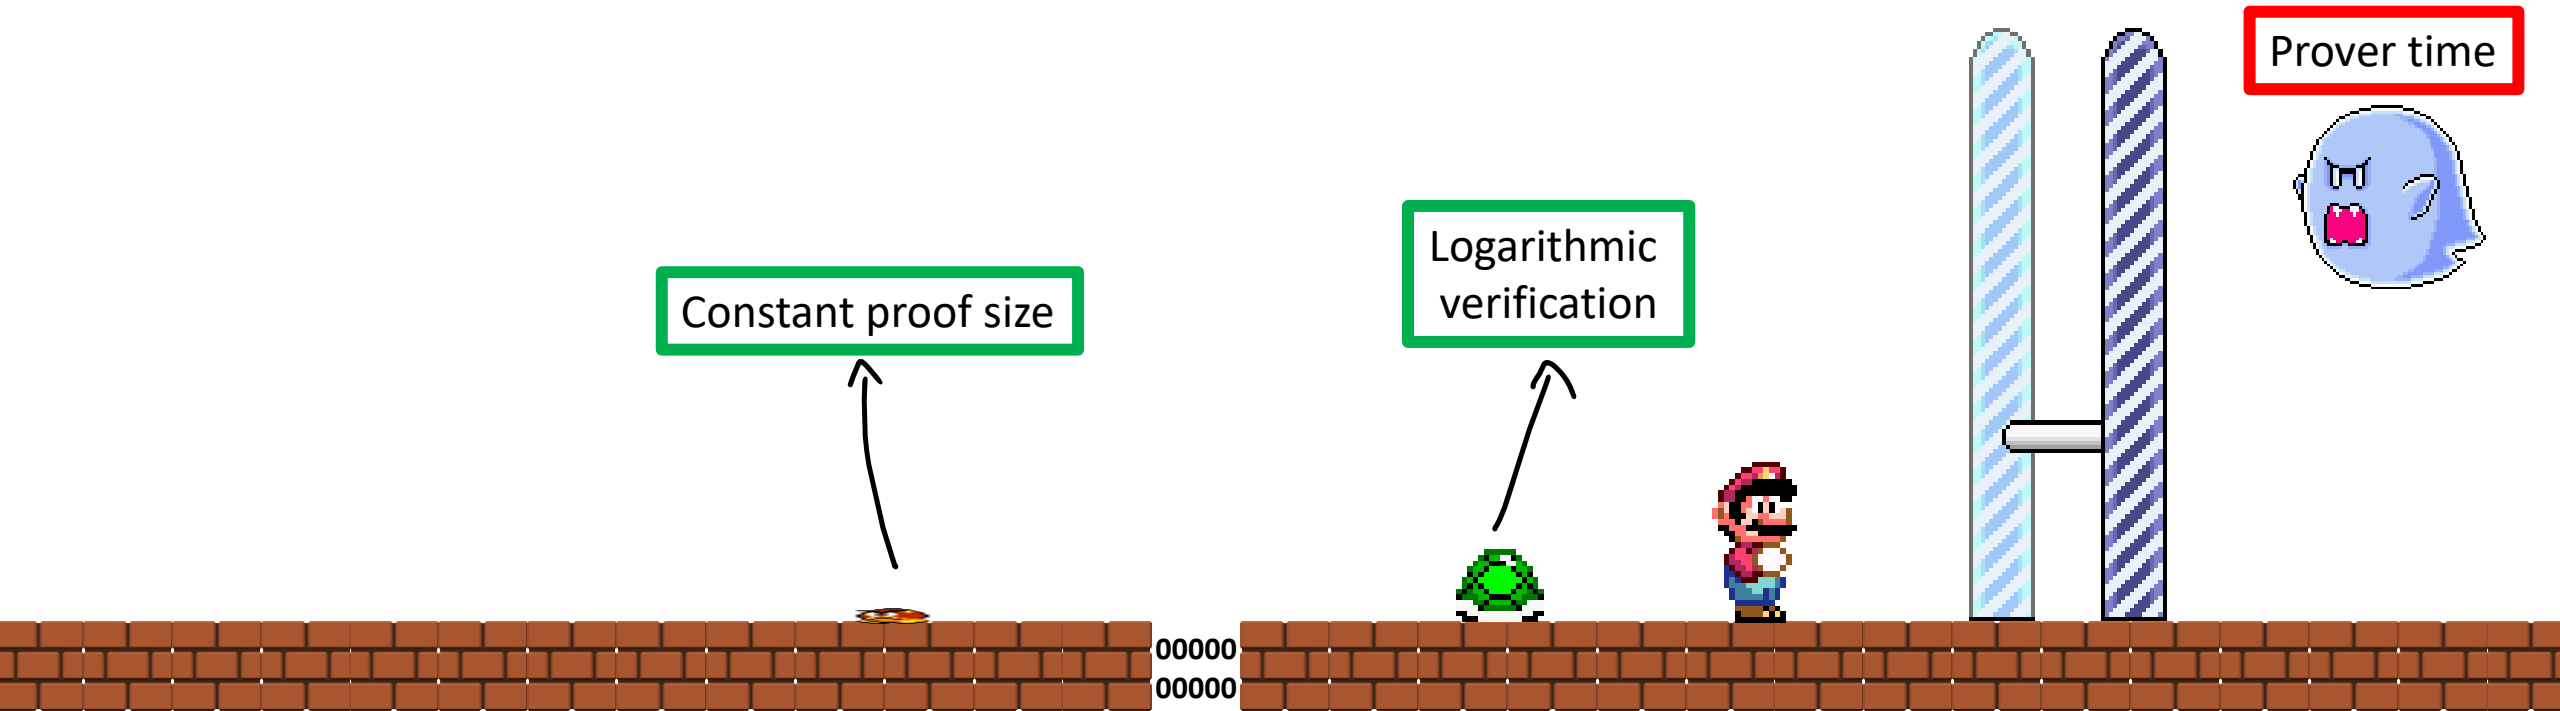 Prover time
Logarithmic
verification
Constant proof size
00000
00000